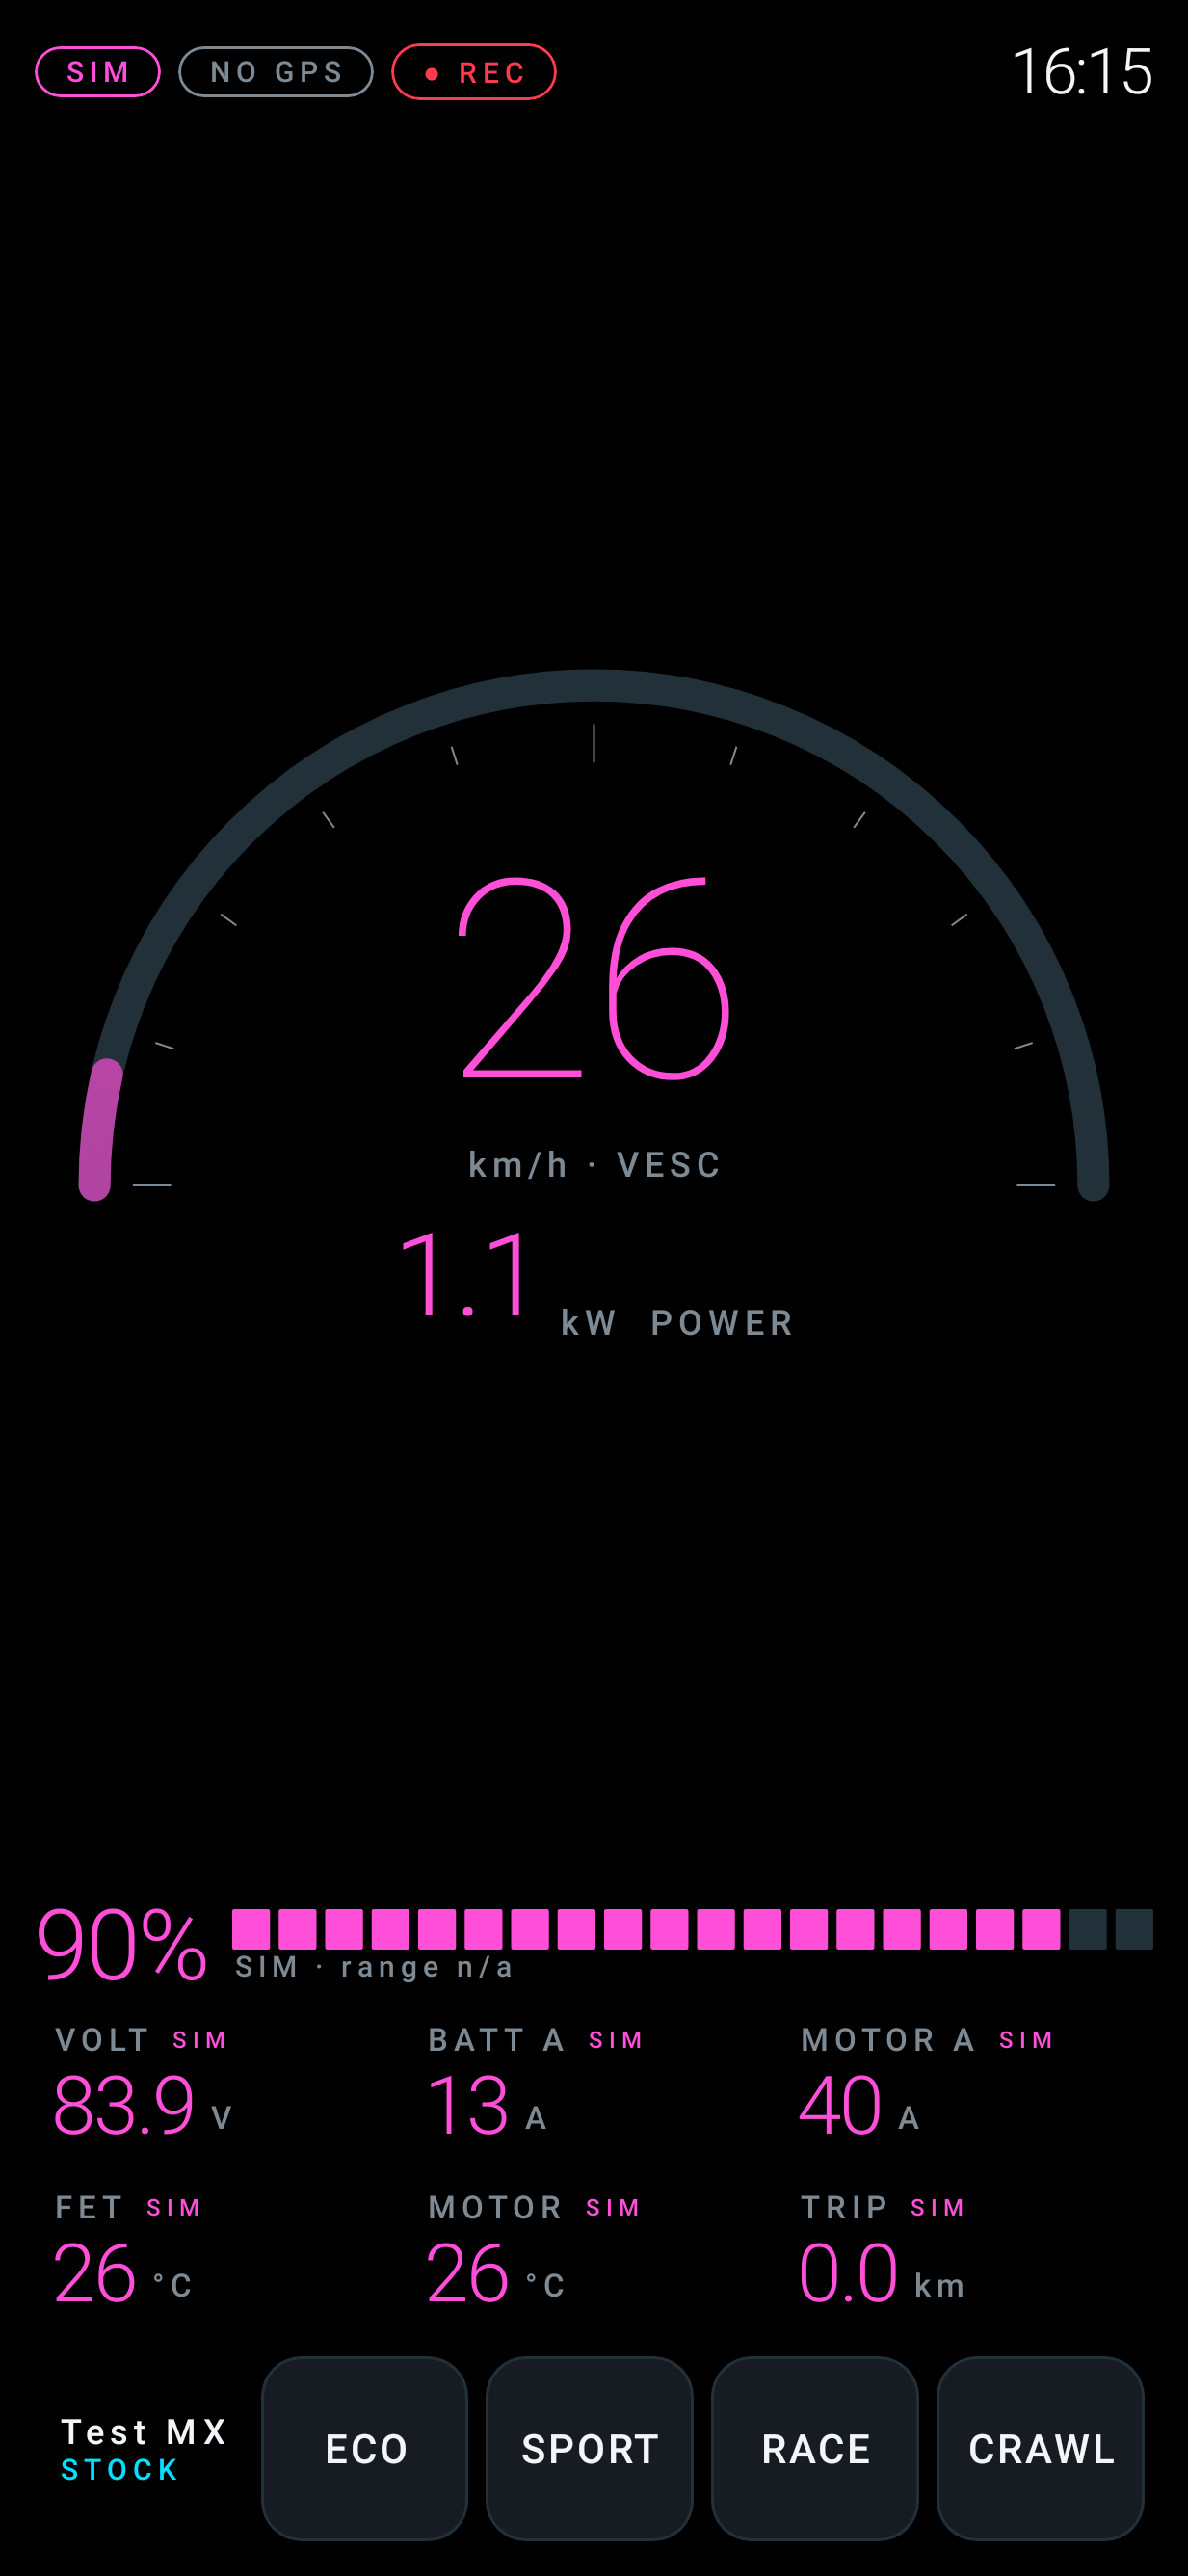 SIM NO GPS ● REC 16:15
26
km/h · VESC
1.1 kW POWER
90%
SIM · range n/a
VOLT SIM BATT A SIM MOTOR A SIM
83.9 V 13 A 40 A
FET SIM MOTOR SIM TRIP SIM
26 °C 26 °C 0.0 km
Test MX
STOCK
ECO SPORT RACE CRAWL